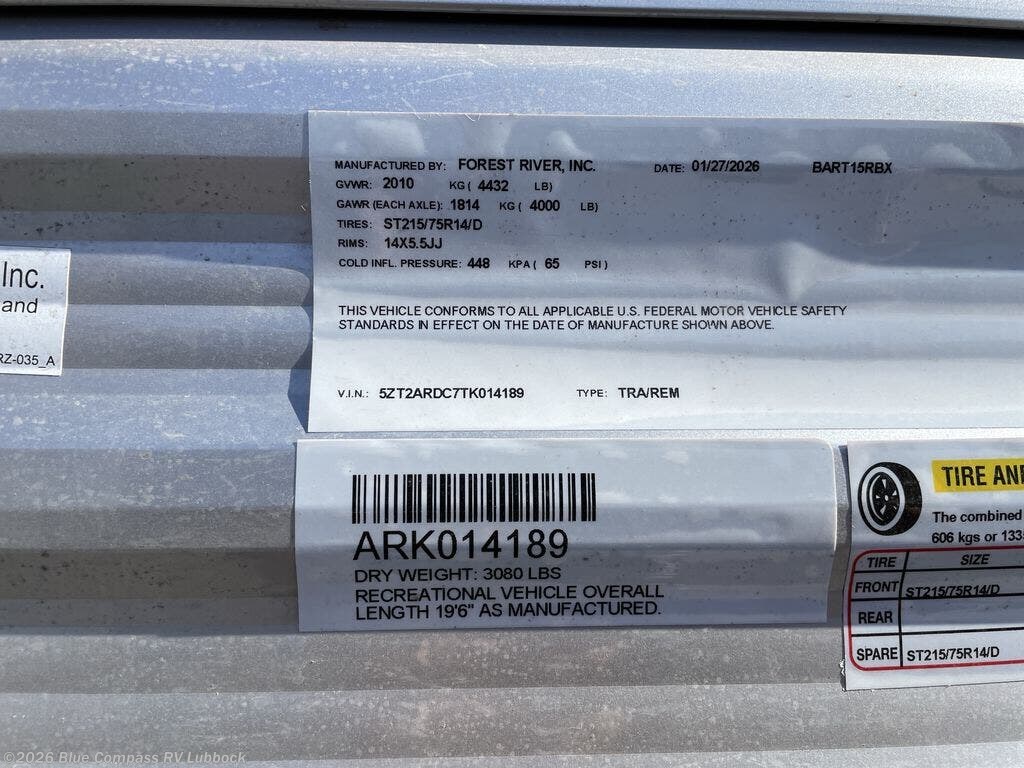 MANUFACTURED BY: FOREST RIVER, INC. DATE: 01/27/2026 BART15RBX
GVWR: 2010 KG ( 4432 LB)
GAWR (EACH AXLE): 1814 KG ( 4000 LB)
TIRES: ST215/75R14/D
RIMS: 14X5.5JJ
COLD INFL. PRESSURE: 448 KPA ( 65 PSI )
THIS VEHICLE CONFORMS TO ALL APPLICABLE U.S. FEDERAL MOTOR VEHICLE SAFETY
STANDARDS IN EFFECT ON THE DATE OF MANUFACTURE SHOWN ABOVE.
V.I.N.: 5ZT2ARDC7TK014189 TYPE: TRA/REM
Inc.
and
RZ-035_A
ARK014189
DRY WEIGHT: 3080 LBS
RECREATIONAL VEHICLE OVERALL
LENGTH 19'6" AS MANUFACTURED.
TIRE AN
The combined
606 kgs or 133
TIRE SIZE
FRONT ST215/75R14/D
REAR
SPARE ST215/75R14/D
©2026 Blue Compass RV Lubbock